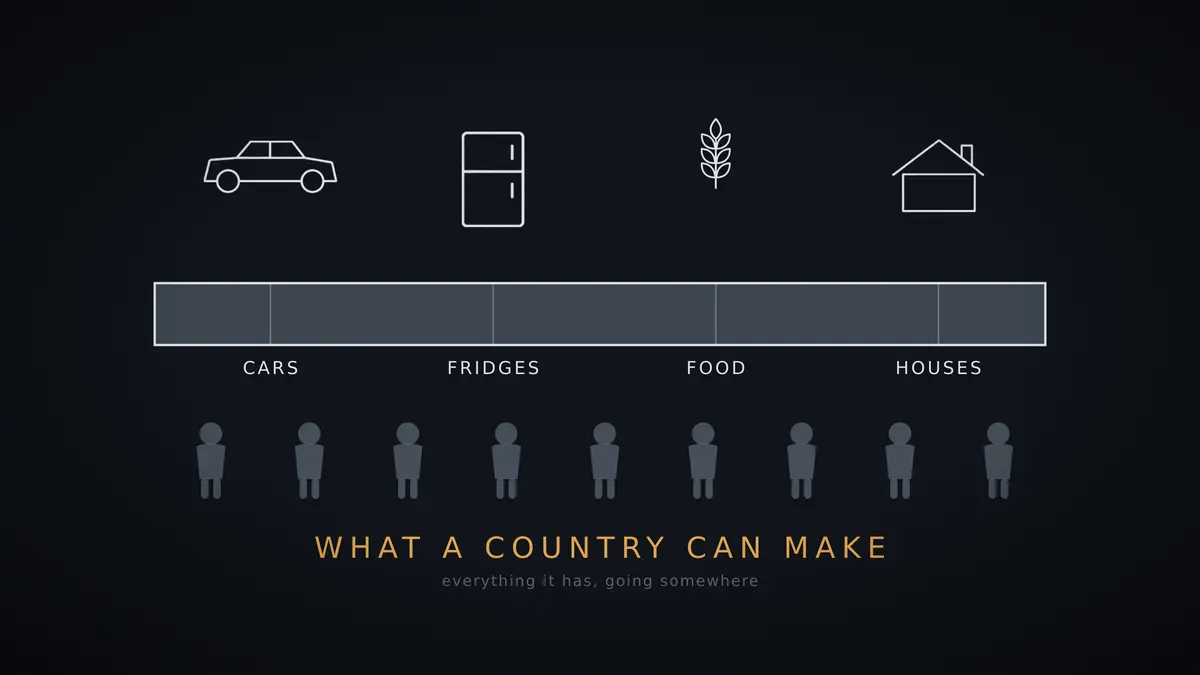 CARS
FRIDGES
FOOD
HOUSES
WHAT A COUNTRY CAN MAKE
everything it has, going somewhere